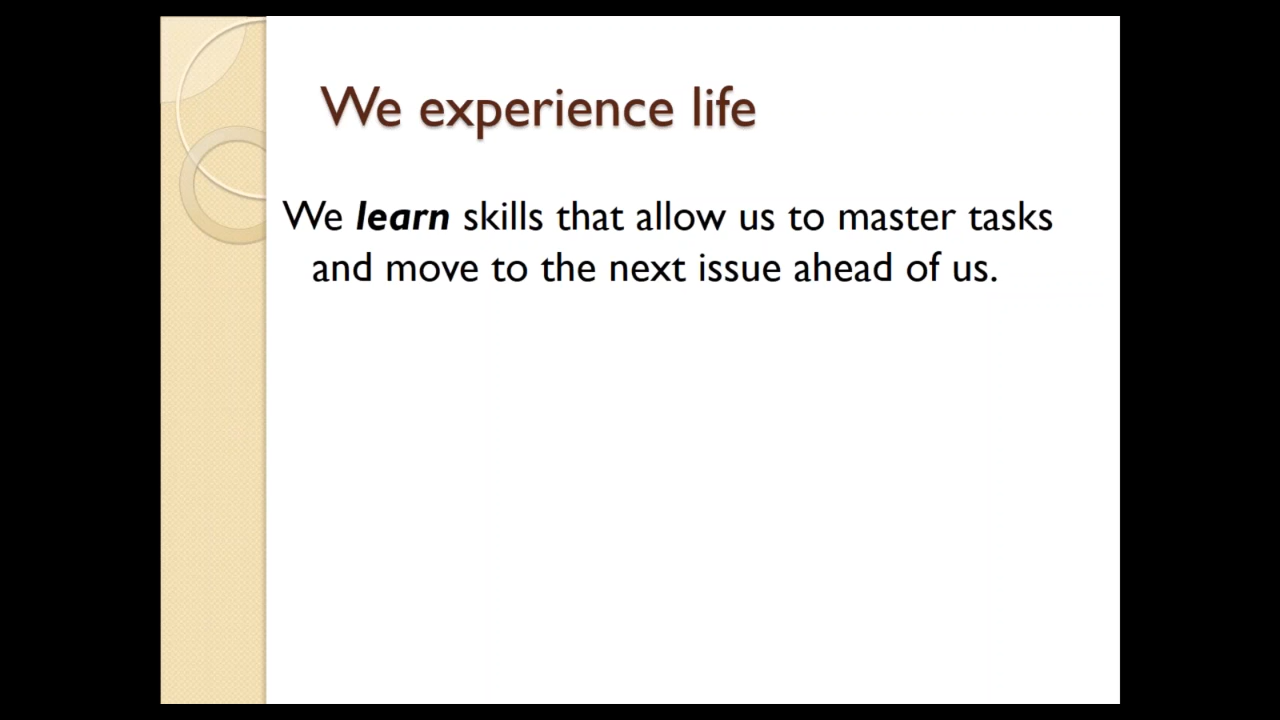 We experience life
We learn skills that allow us to master tasks
and move to the next issue ahead of us.